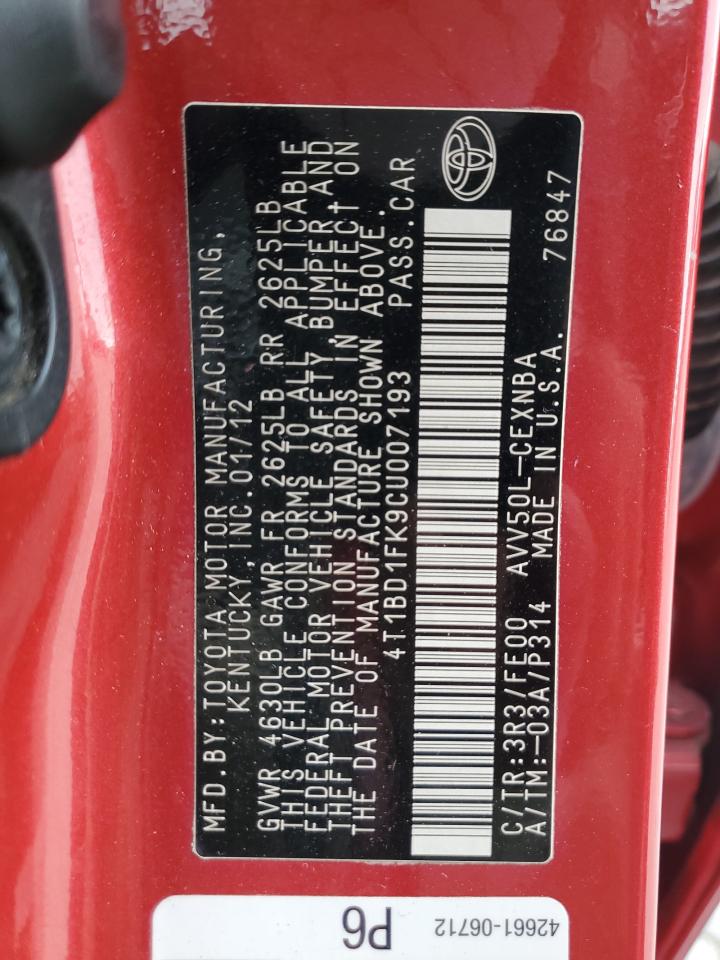 MFD.BY:TOYOTA MOTOR MANUFACTURING,
KENTUCKY, INC.01/12
GVWR 4630LB GAWR FR 2625LB RR 2625LB
THIS VEHICLE CONFORMS TO ALL APPLICABLE
FEDERAL MOTOR VEHICLE SAFETY, BUMPER, AND
THEFT PREVENTION STANDARDS IN EFFECT ON
THE DATE OF MANUFACTURE SHOWN ABOVE.
4T1BD1FK9CU007193 PASS.CAR
C/TR:3R3/FE00 AVV50L-CEXNBA
A/TM:-03A/P314 MADE IN U.S.A. 76847
P6
42661-06712